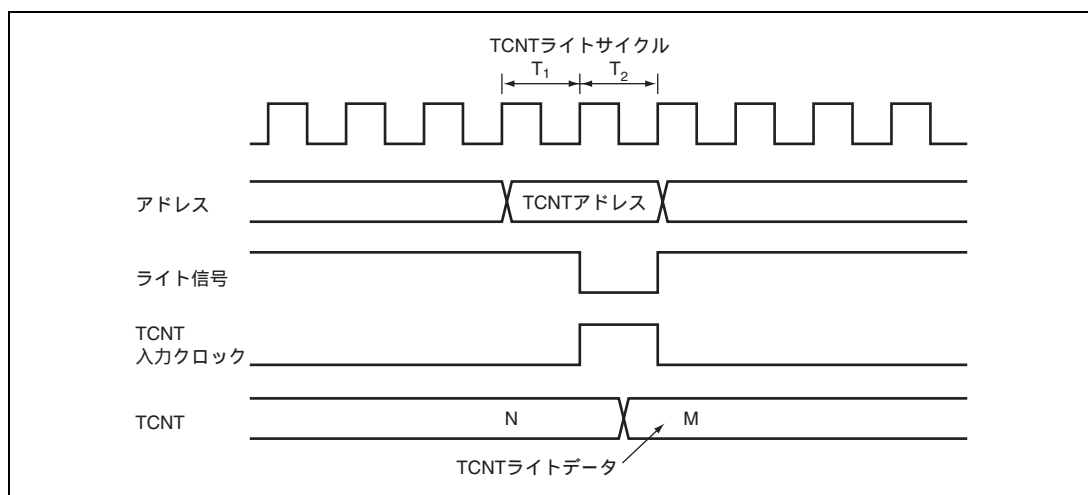 TCNTライトサイクル
T1 T2
アドレス
TCNTアドレス
ライト信号
TCNT
入力クロック
TCNT
N
M
TCNTライトデータ